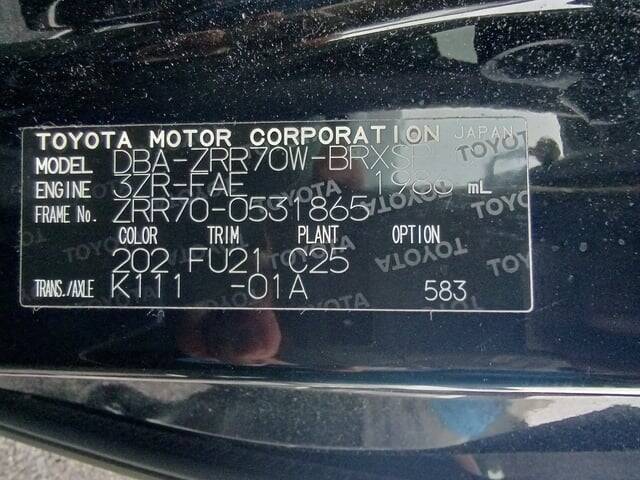 TOYOTA MOTOR CORPORATION JAPAN
MODEL DBA-ZRR70W-BRXSP
ENGINE 3ZR-FAE 1986 mL
FRAME No. ZRR70-0531865
COLOR TRIM PLANT OPTION
202 FU21 C25
TRANS./AXLE K111 -01A 583